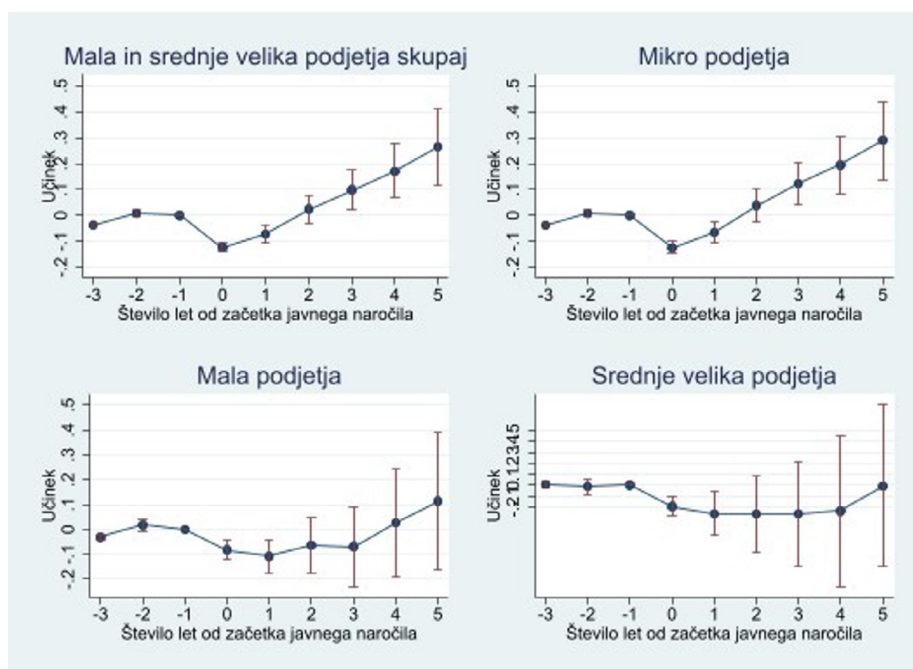 Mala in srednje velika podjetja skupaj
Učinek
.5
.4
.3
.2
.1
0
-.1
-.2
-3 -2 -1 0 1 2 3 4 5
Število let od začetka javnega naročila
Mikro podjetja
Učinek
.5
.4
.3
.2
.1
0
-.1
-.2
-3 -2 -1 0 1 2 3 4 5
Število let od začetka javnega naročila
Mala podjetja
Učinek
.5
.4
.3
.2
.1
0
-.1
-.2
-3 -2 -1 0 1 2 3 4 5
Število let od začetka javnega naročila
Srednje velika podjetja
Učinek
-3 -2 -1 0 1 2 3 4 5
Število let od začetka javnega naročila